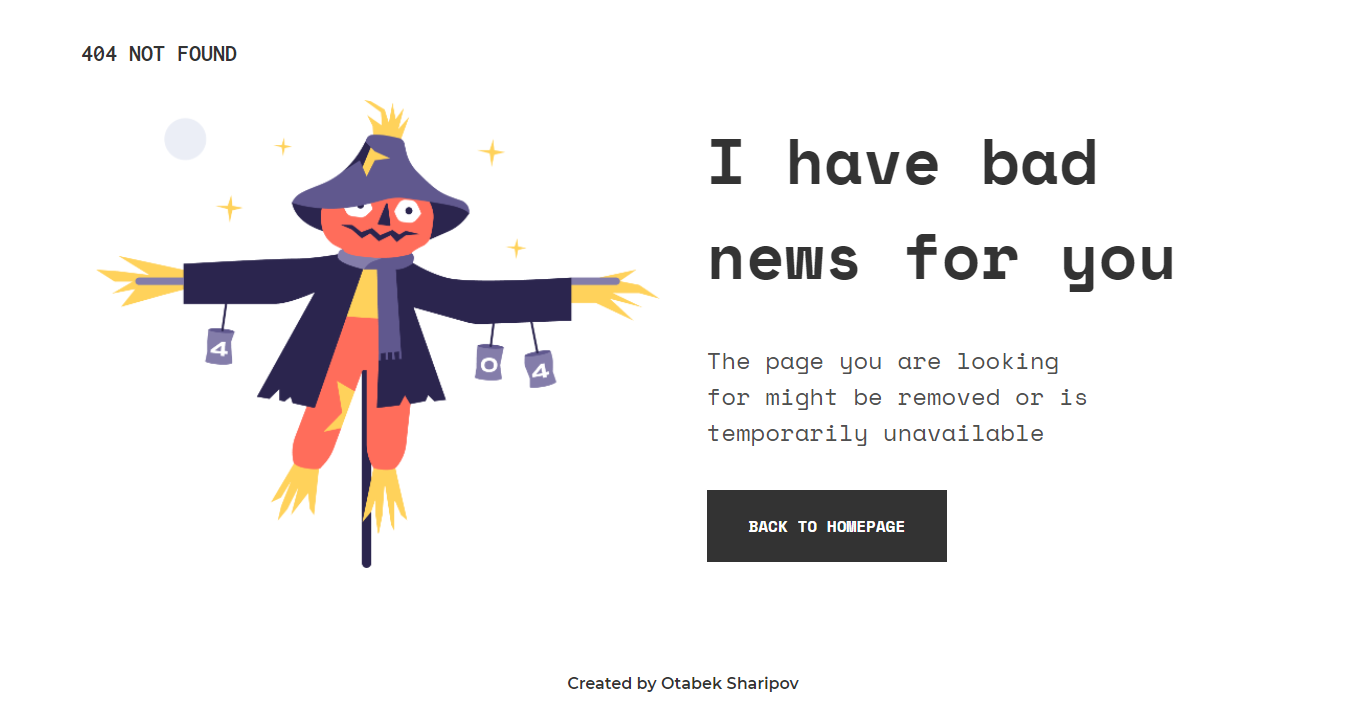 404 NOT FOUND
I have bad
news for you
4
0
4
The page you are looking
for might be removed or is
temporarily unavailable
BACK TO HOMEPAGE
Created by Otabek Sharipov